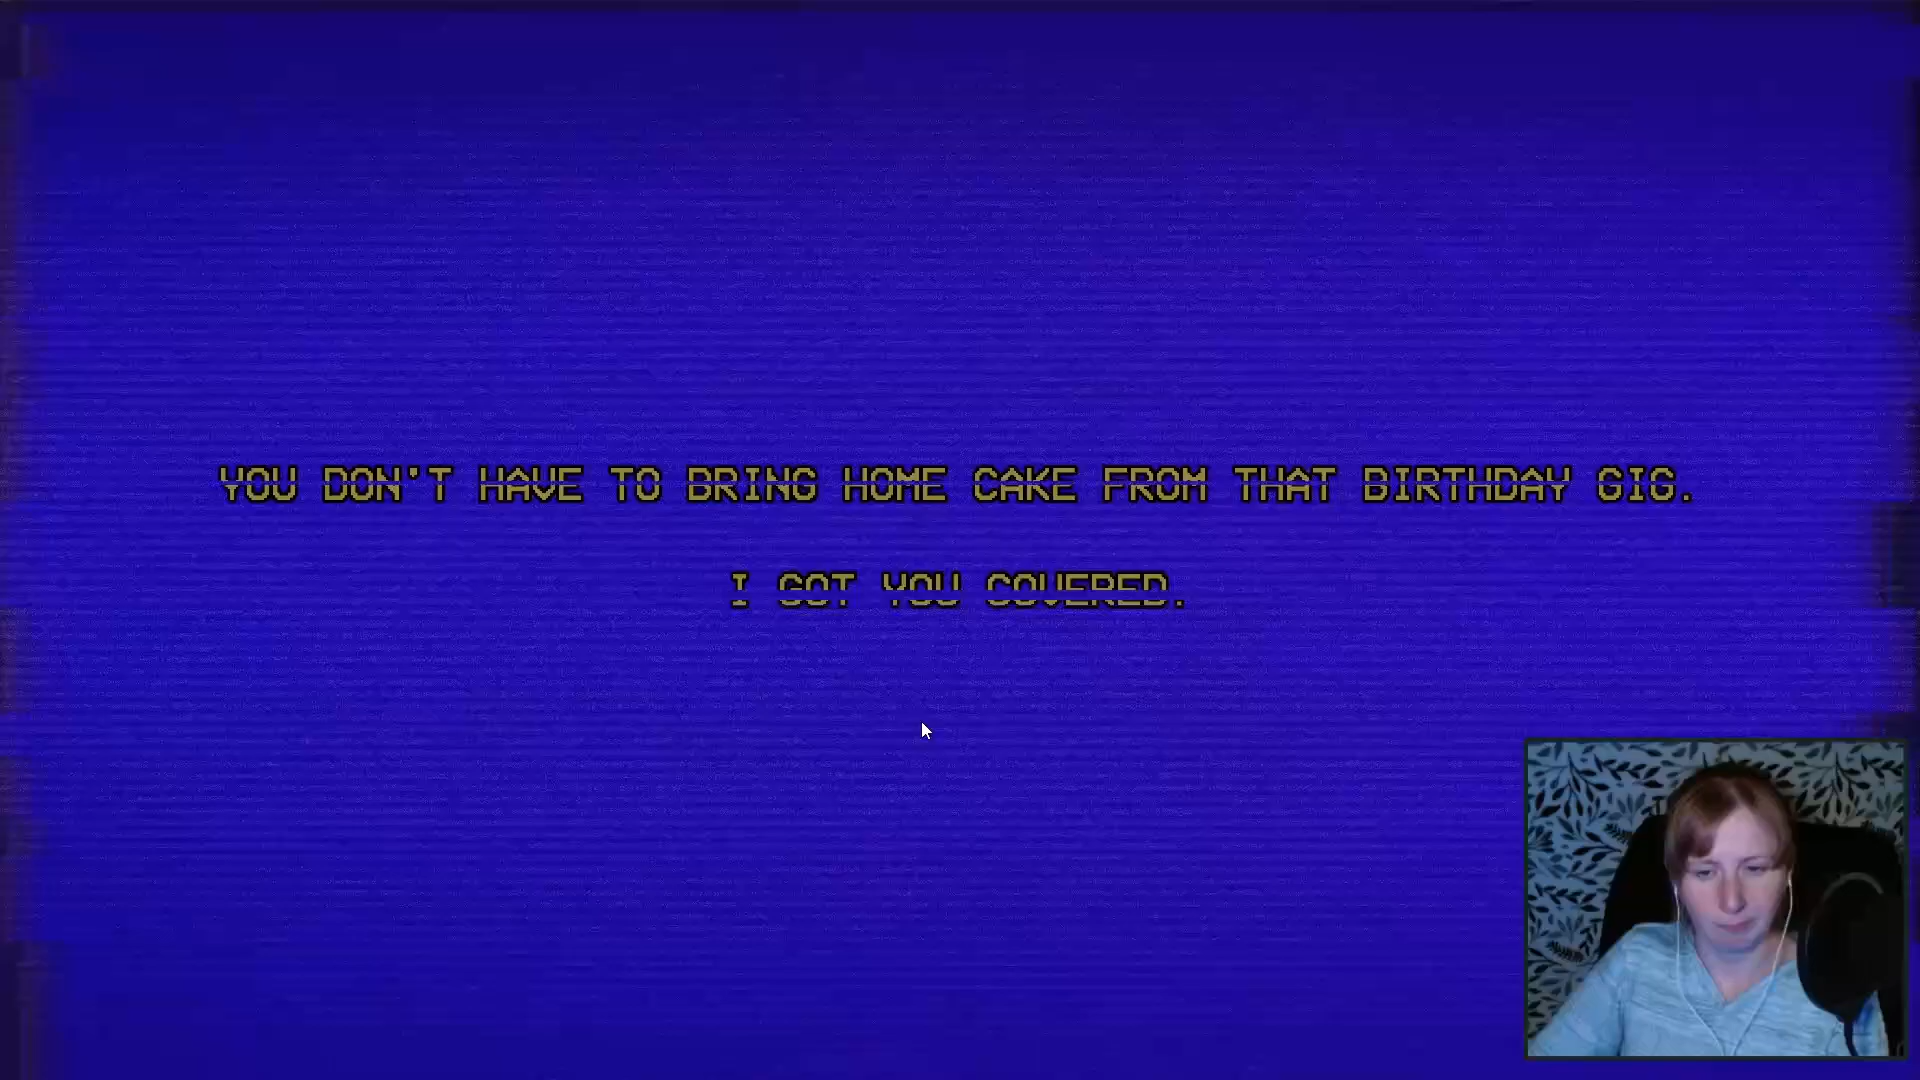 YOU DON'T HAVE TO BRING HOME CAKE FROM THAT BIRTHDAY GIG.
I GOT YOU COVERED.